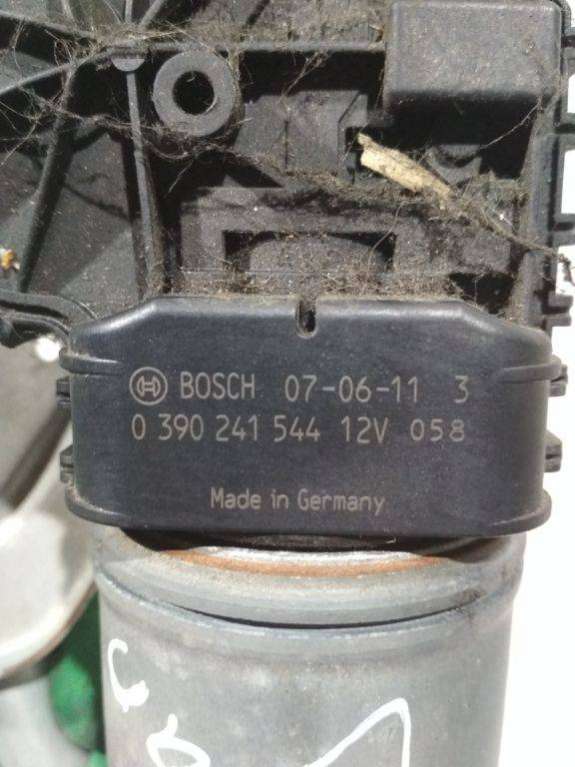 BOSCH 07-06-11 3
0 390 241 544 12V 058
Made in Germany